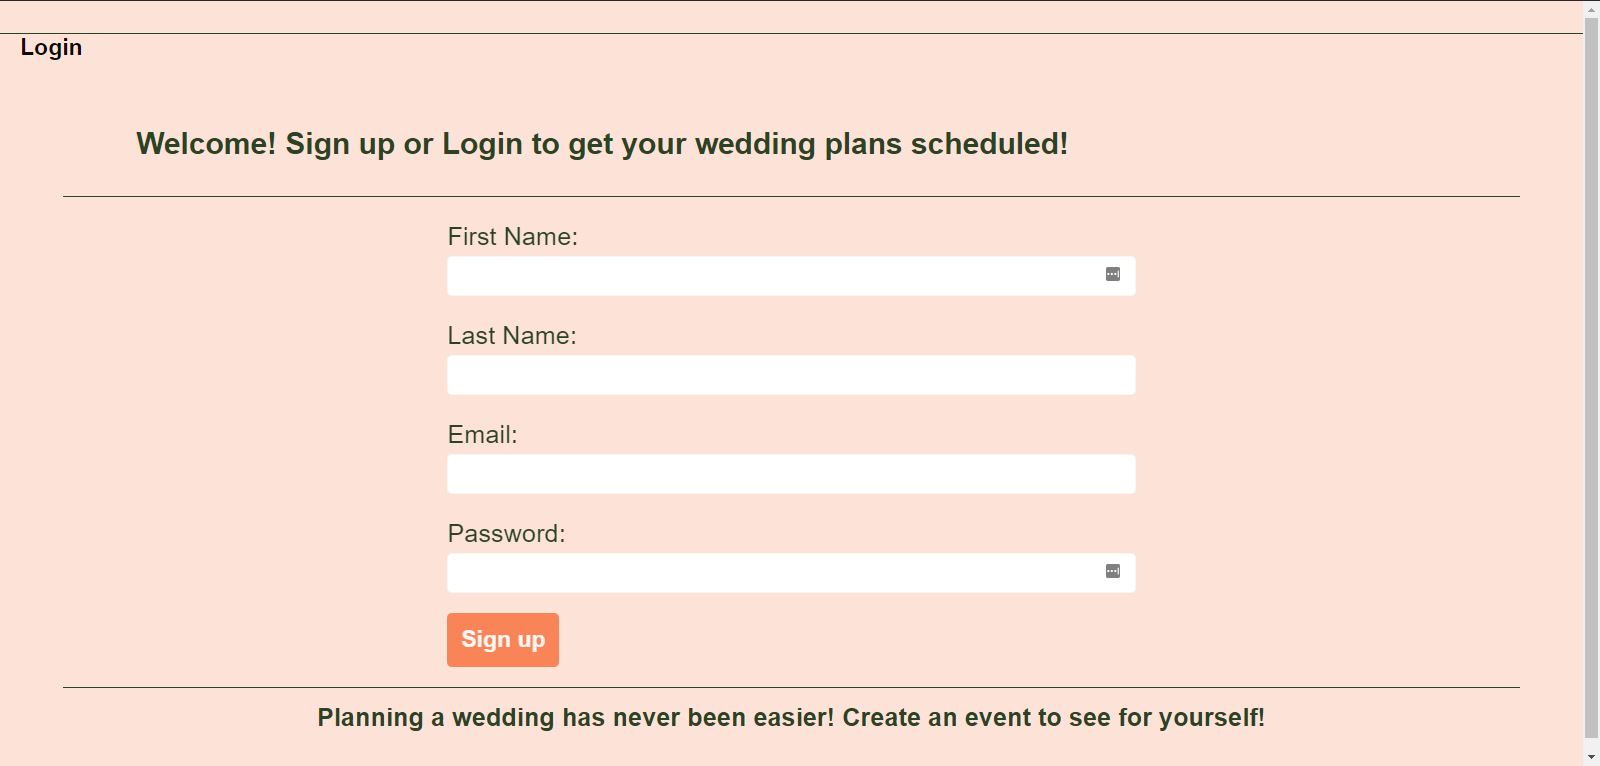 Login
Welcome! Sign up or Login to get your wedding plans scheduled!
First Name:
Last Name:
Email:
Password:
Sign up
Planning a wedding has never been easier! Create an event to see for yourself!